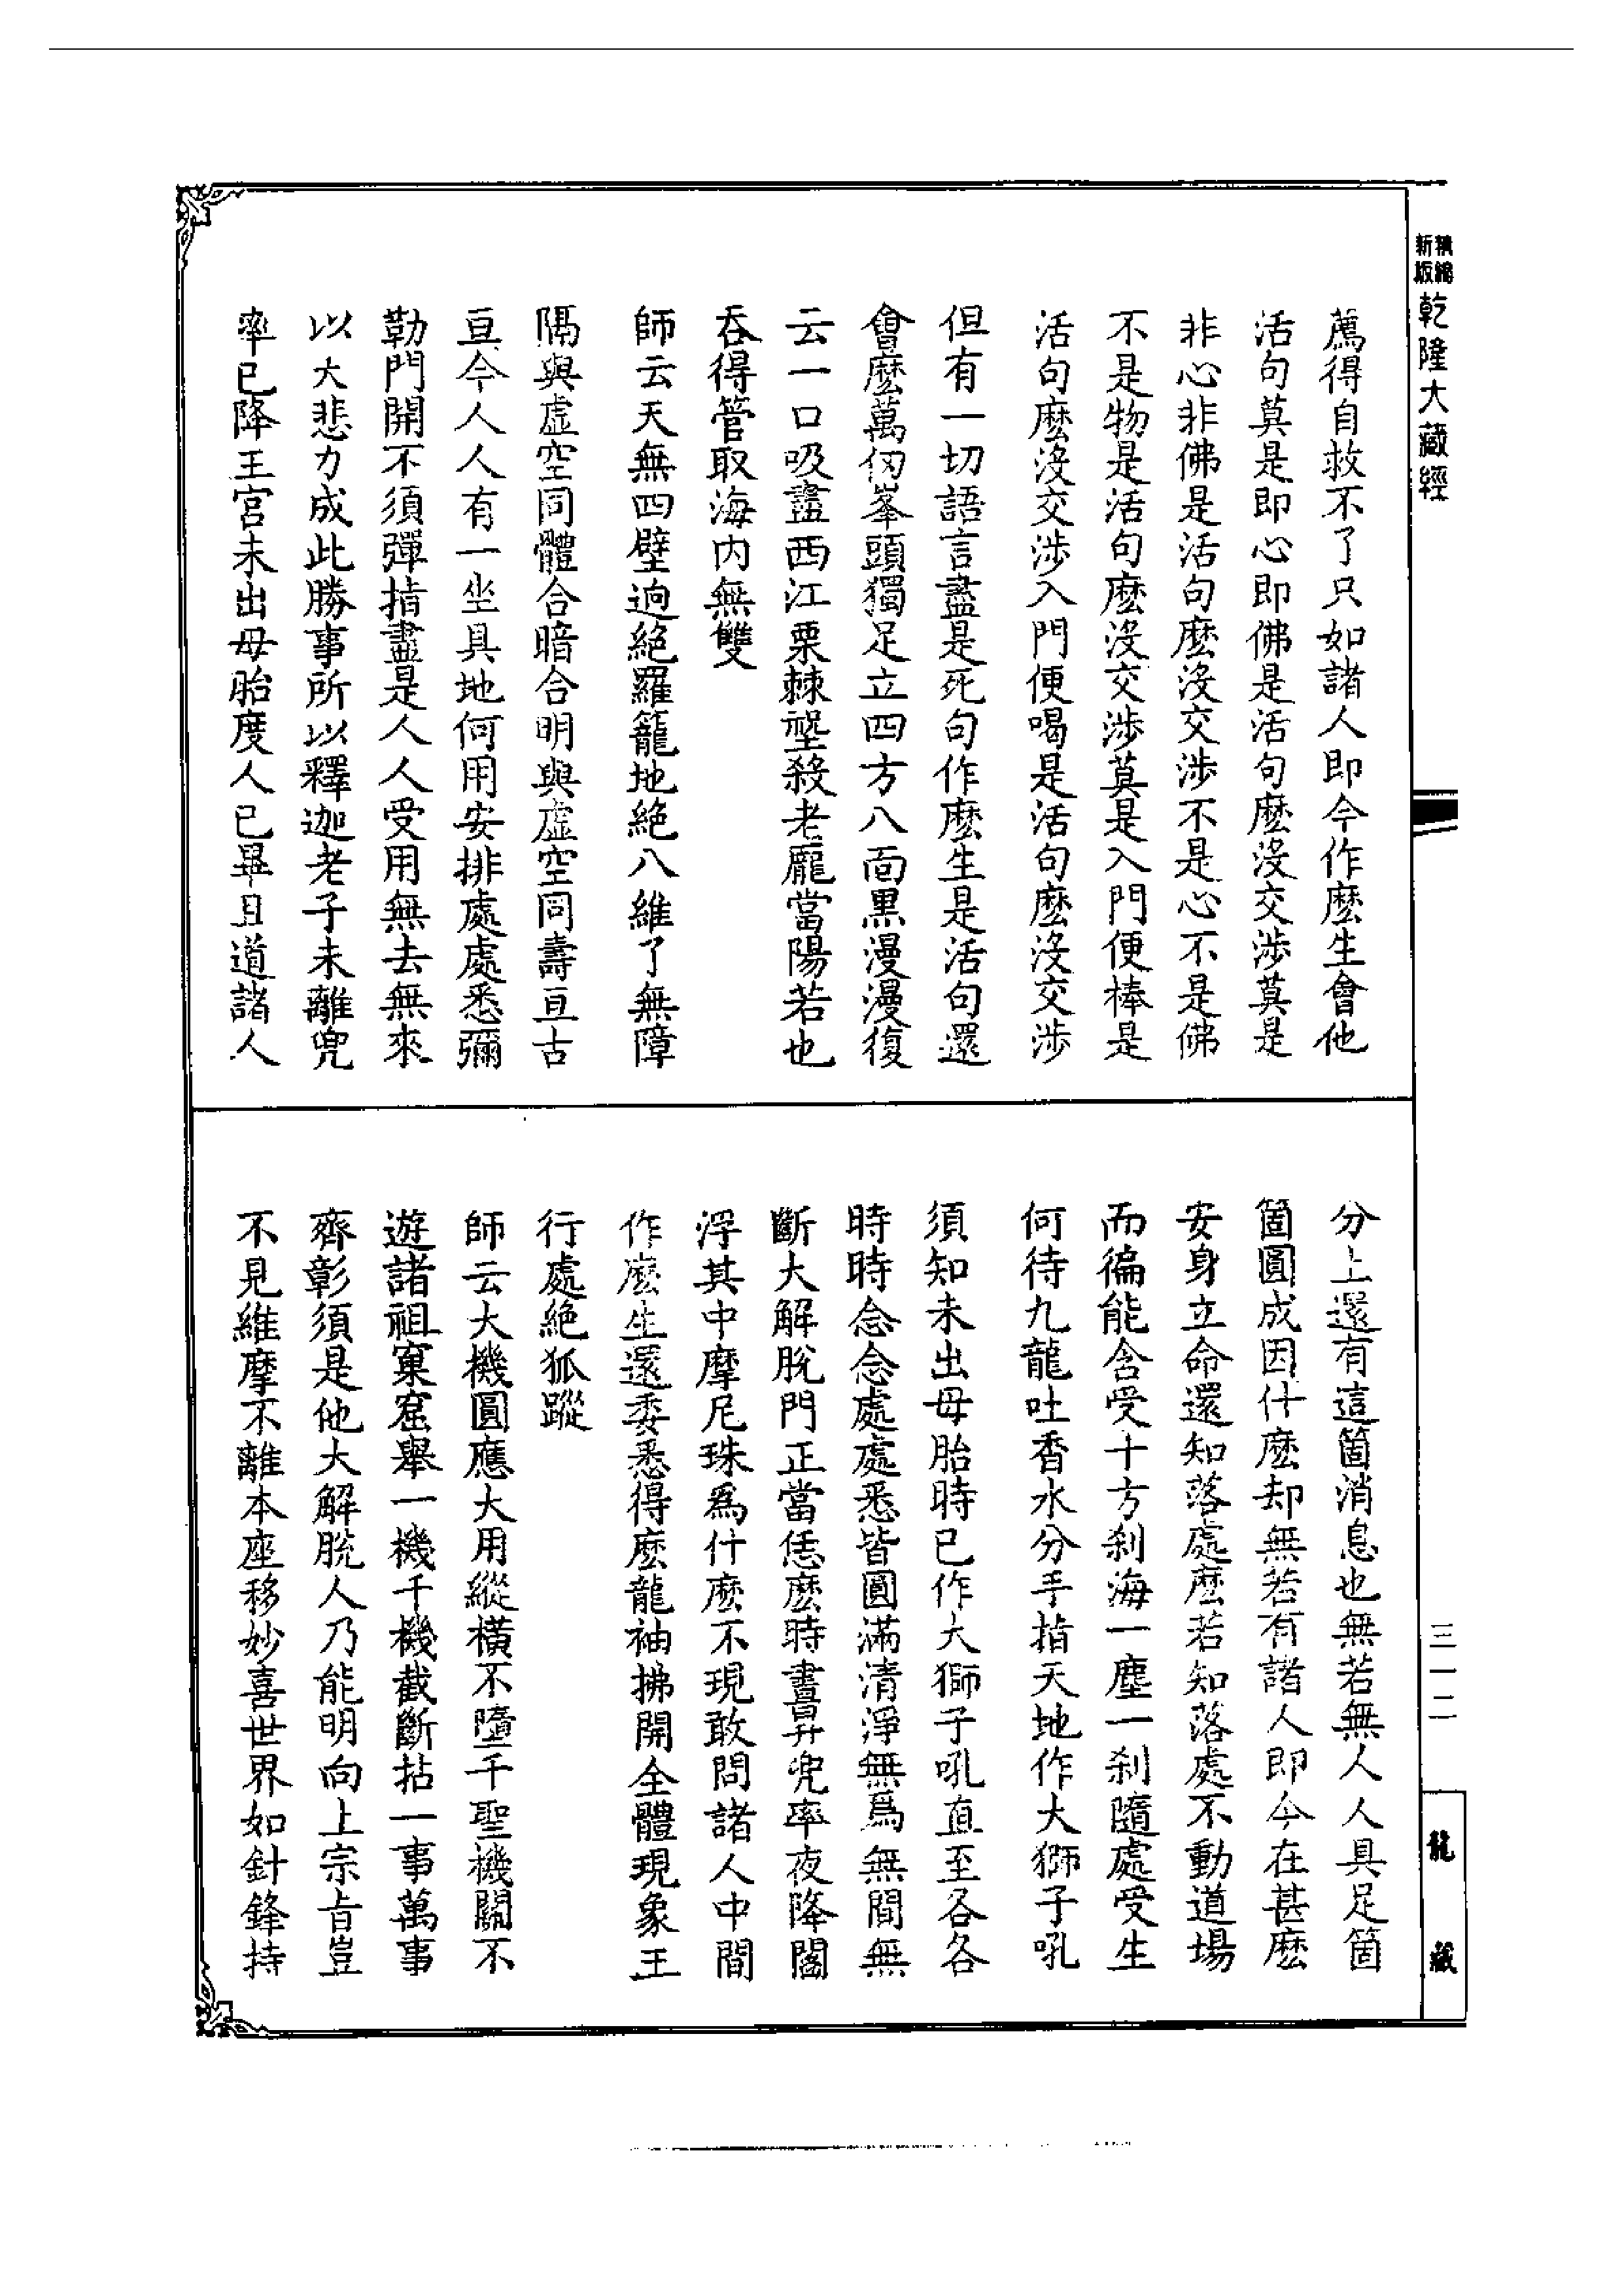 精編
新版
乾隆大藏經
薦得自救不了只如諸人即今作麼生會他
活句莫是即心即佛是活句麼沒交涉莫是
非心非佛是活句麼沒交涉不是心不是佛
不是物是活句麼沒交涉莫是入門便棒是
活句麼沒交涉入門便喝是活句麼沒交涉
但有一切語言盡是死句作麼生是活句還
會麼萬仞峯頭獨足立四方八面黑漫漫復
云一口吸盡西江栗棘㙡殺老龐當陽若也
吞得管取海內無雙
師云天無四壁逈絕羅籠地絕八維了無障
隔與虛空同體合暗合明與虛空同壽亘古
亘今人人有一坐具地何用安排處處悉彌
勒門開不須彈指盡是人人受用無去無來
以大悲力成此勝事所以釋迦老子未離兜
率已降王宮未出母胎度人已畢且道諸人
分上還有這箇消息也無若無人人具足箇
箇圓成因什麼却無若有諸人即今在甚麼
安身立命還知落處麼若知落處不動道場
而徧能含受十方刹海一塵一刹隨處受生
何待九龍吐香水分手指天地作大獅子吼
須知未出母胎時已作大獅子吼直至各各
時時念念處處悉皆圓滿清淨無爲無間無
斷大解脫門正當恁麼時晝昇兜率夜降閻
浮其中摩尼珠爲什麼不現敢問諸人中間
作麼生還委悉得麼龍袖拂開全體現象王
行處絕狐蹤
師云大機圓應大用縱橫不墮千聖機關不
遊諸祖窠窟舉一機千機截斷拈一事萬事
齊彰須是他大解脫人乃能明向上宗旨豈
不見維摩不離本座移妙喜世界如針鋒持
三一二
龍藏